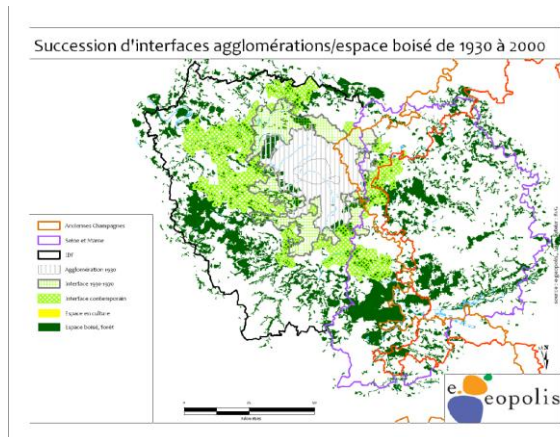 Succession d'interfaces agglomérations/espace boisé de 1930 à 2000
Anciennes Champagnes
Seine et Marne
IDF
Agglomération 1930
Interface 1930-1970
Interface contemporain
Espace en culture
Espace boisé, forêt
e. eopolis